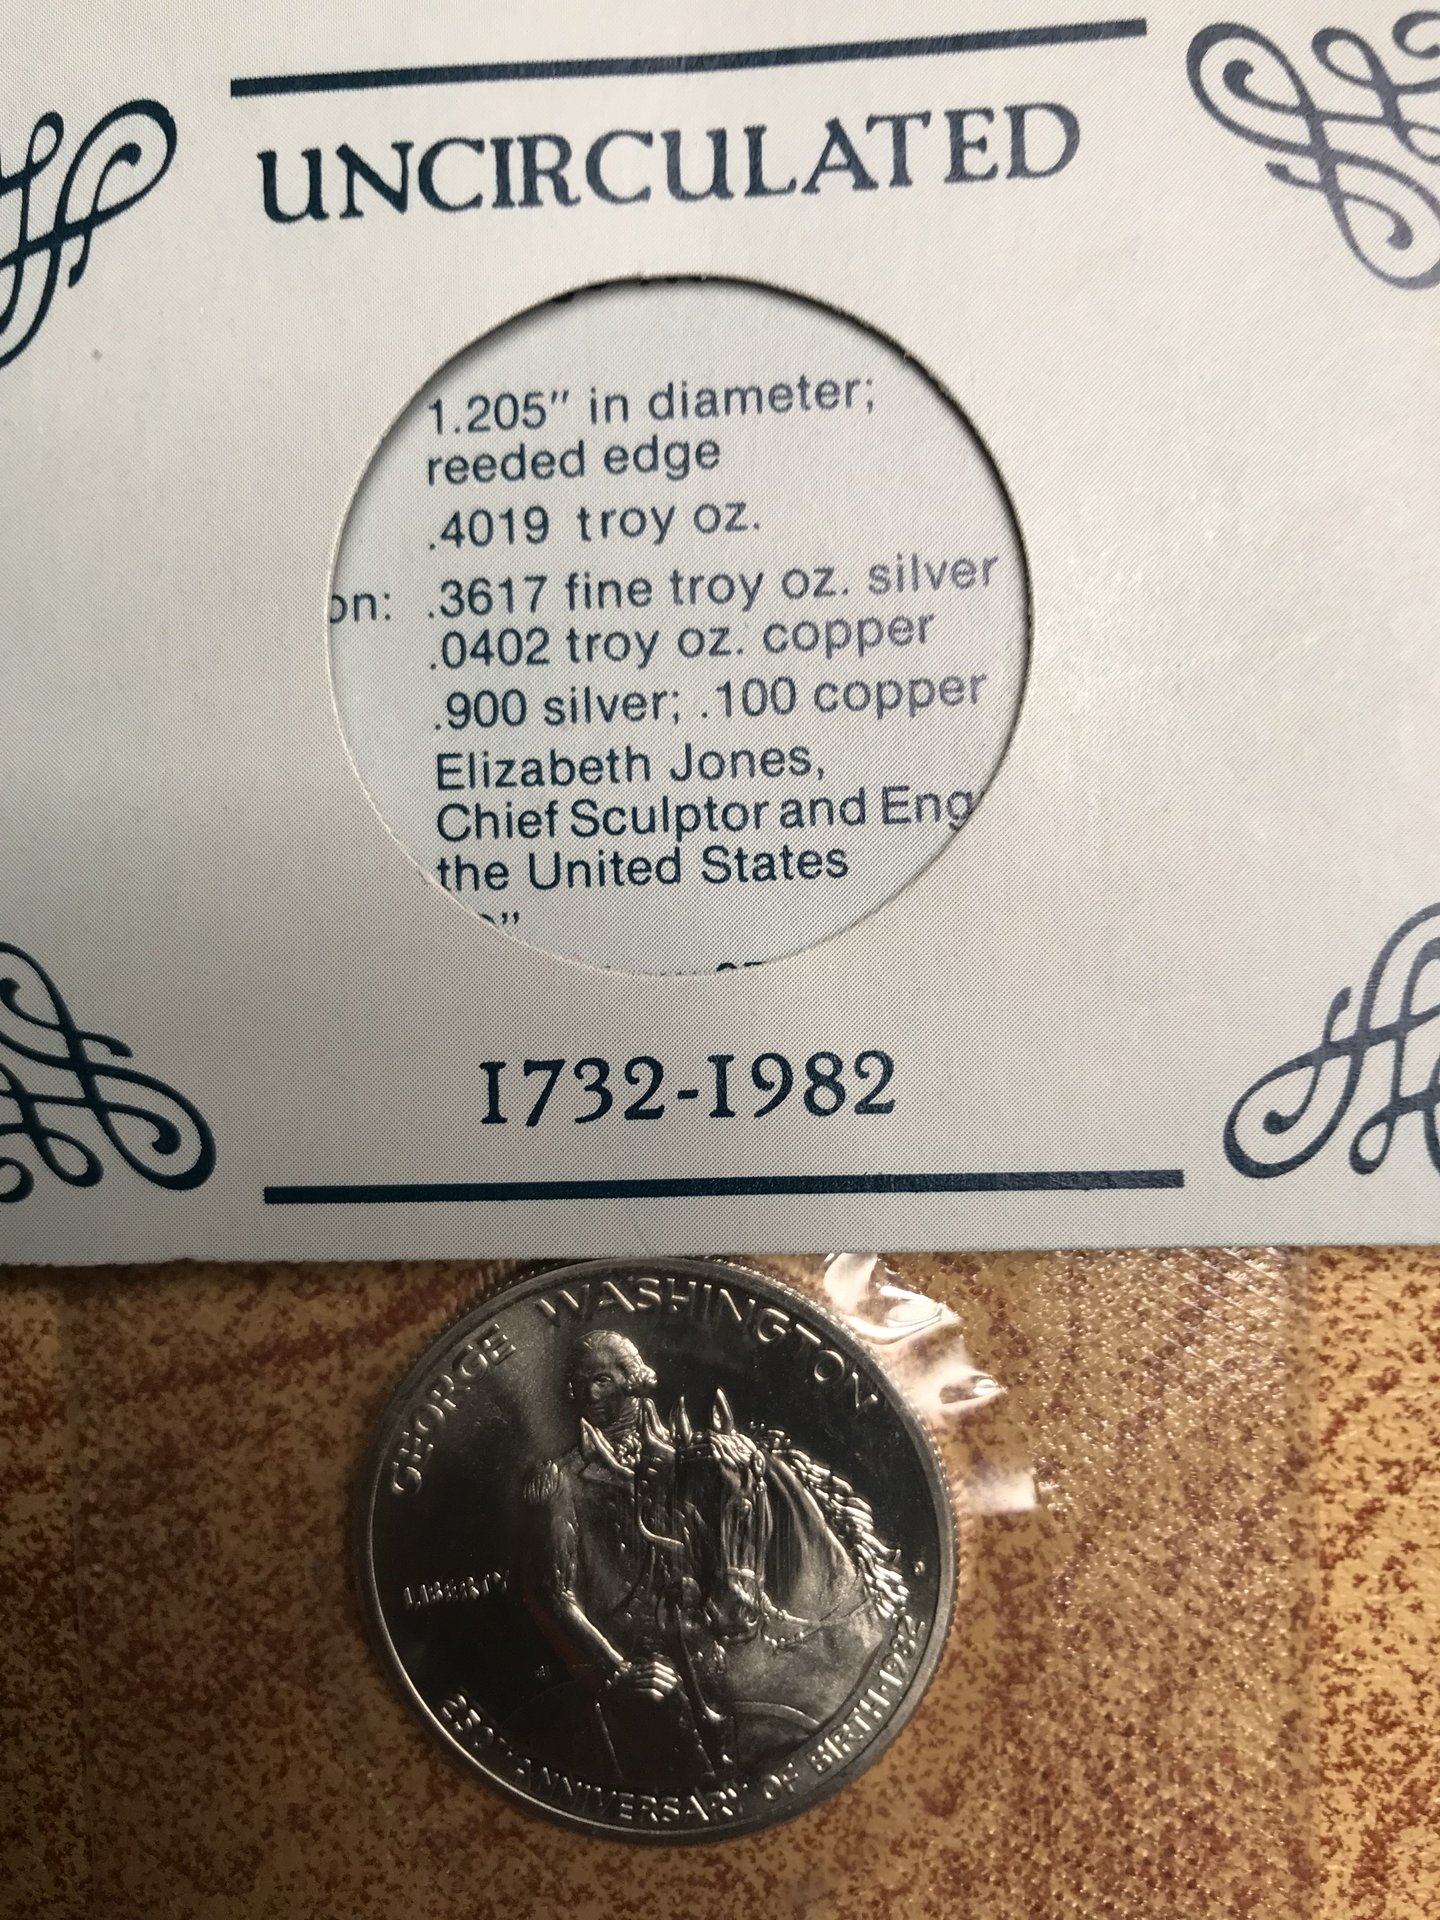 UNCIRCULATED
1.205" in diameter;
reeded edge
.4019 troy oz.
on: .3617 fine troy oz. silver
.0402 troy oz. copper
.900 silver; .100 copper
Elizabeth Jones,
Chief Sculptor and Eng
the United States
1732-1982
GEORGE WASHINGTON
LIBERTY
250TH ANNIVERSARY OF BIRTH·1982